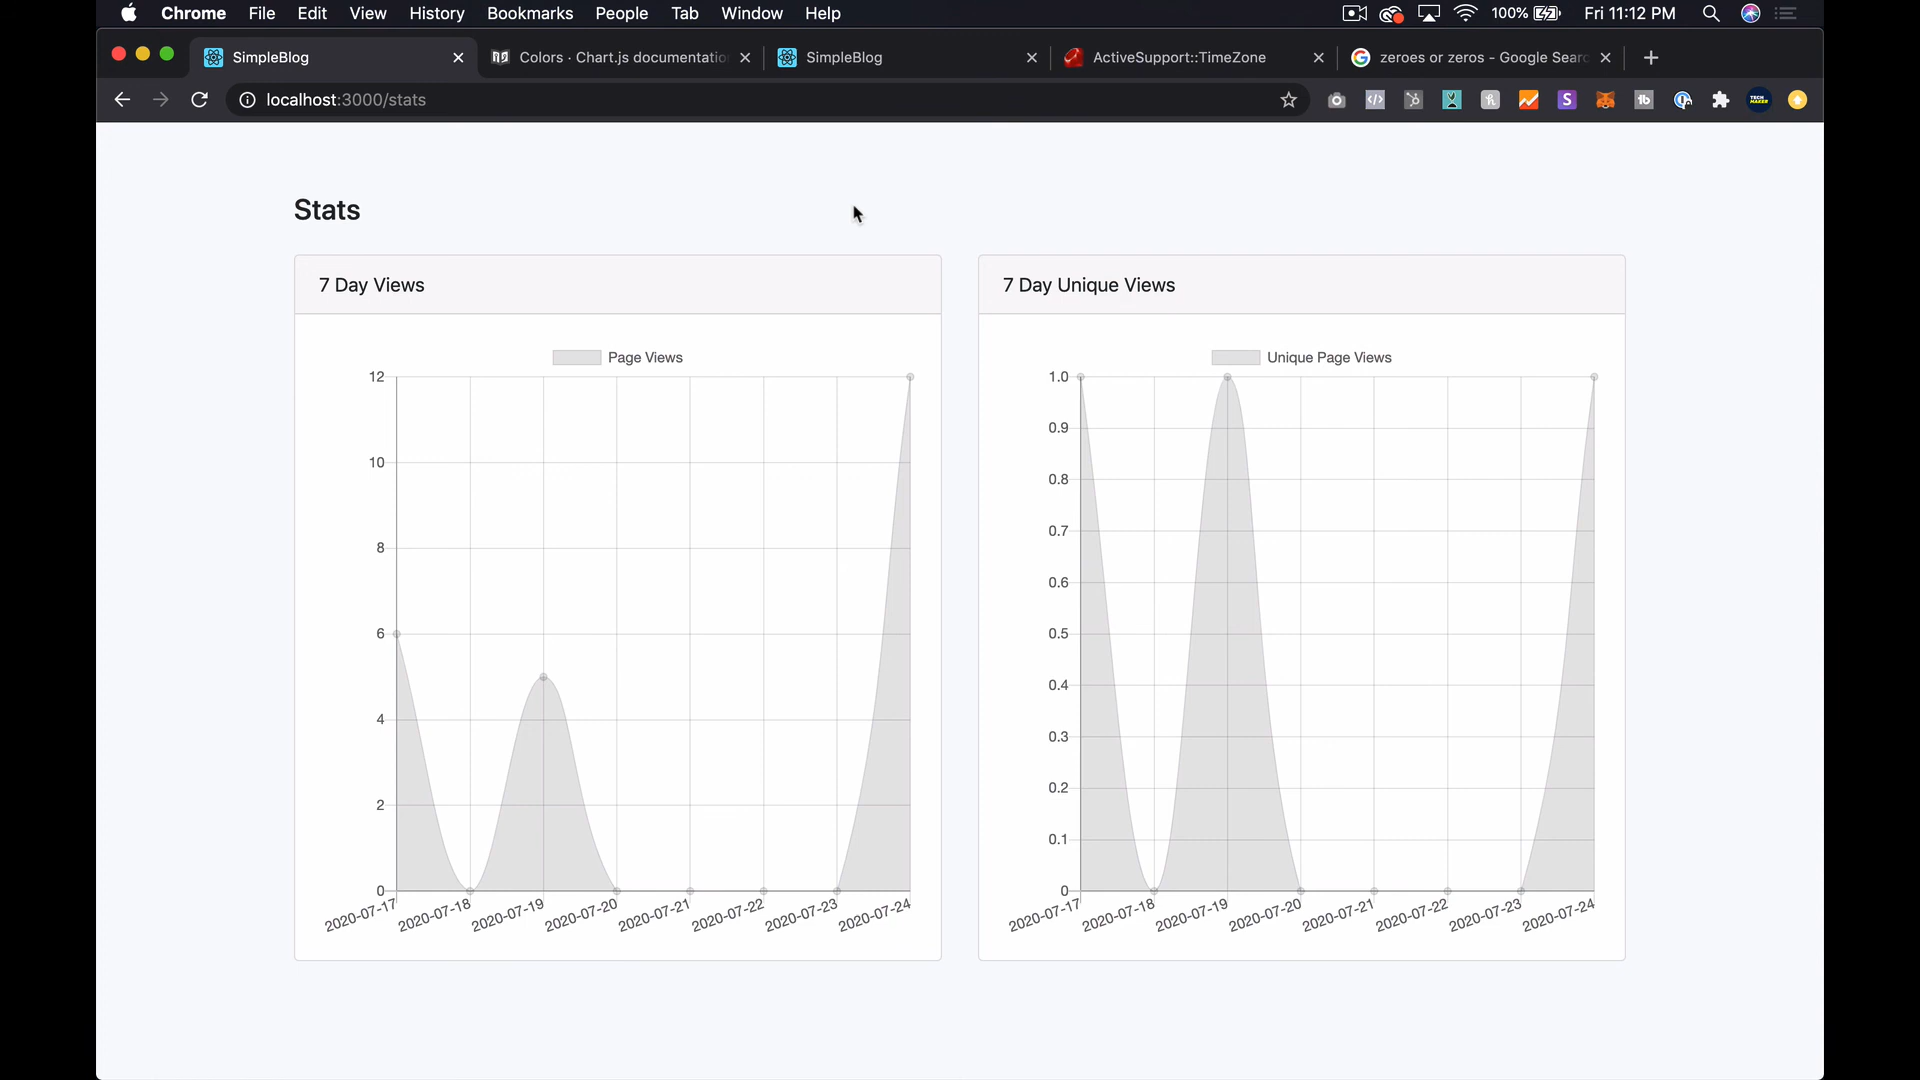 Chrome File Edit View History Bookmarks People Tab Window Help 100% Fri 11:12 PM
SimpleBlog Colors · Chart.js documentatio SimpleBlog ActiveSupport::TimeZone zeroes or zeros - Google Searc
localhost:3000/stats
Stats
7 Day Views
Page Views
12
10
8
6
4
2
0
2020-07-17 2020-07-18 2020-07-19 2020-07-20 2020-07-21 2020-07-22 2020-07-23 2020-07-24
7 Day Unique Views
Unique Page Views
1.0
0.9
0.8
0.7
0.6
0.5
0.4
0.3
0.2
0.1
0
2020-07-17 2020-07-18 2020-07-19 2020-07-20 2020-07-21 2020-07-22 2020-07-23 2020-07-24